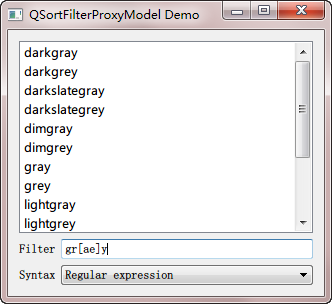 QSortFilterProxyModel Demo
darkgray
darkgrey
darkslategray
darkslategrey
dimgray
dimgrey
gray
grey
lightgray
lightgrey
Filter gr[ae]y
Syntax Regular expression